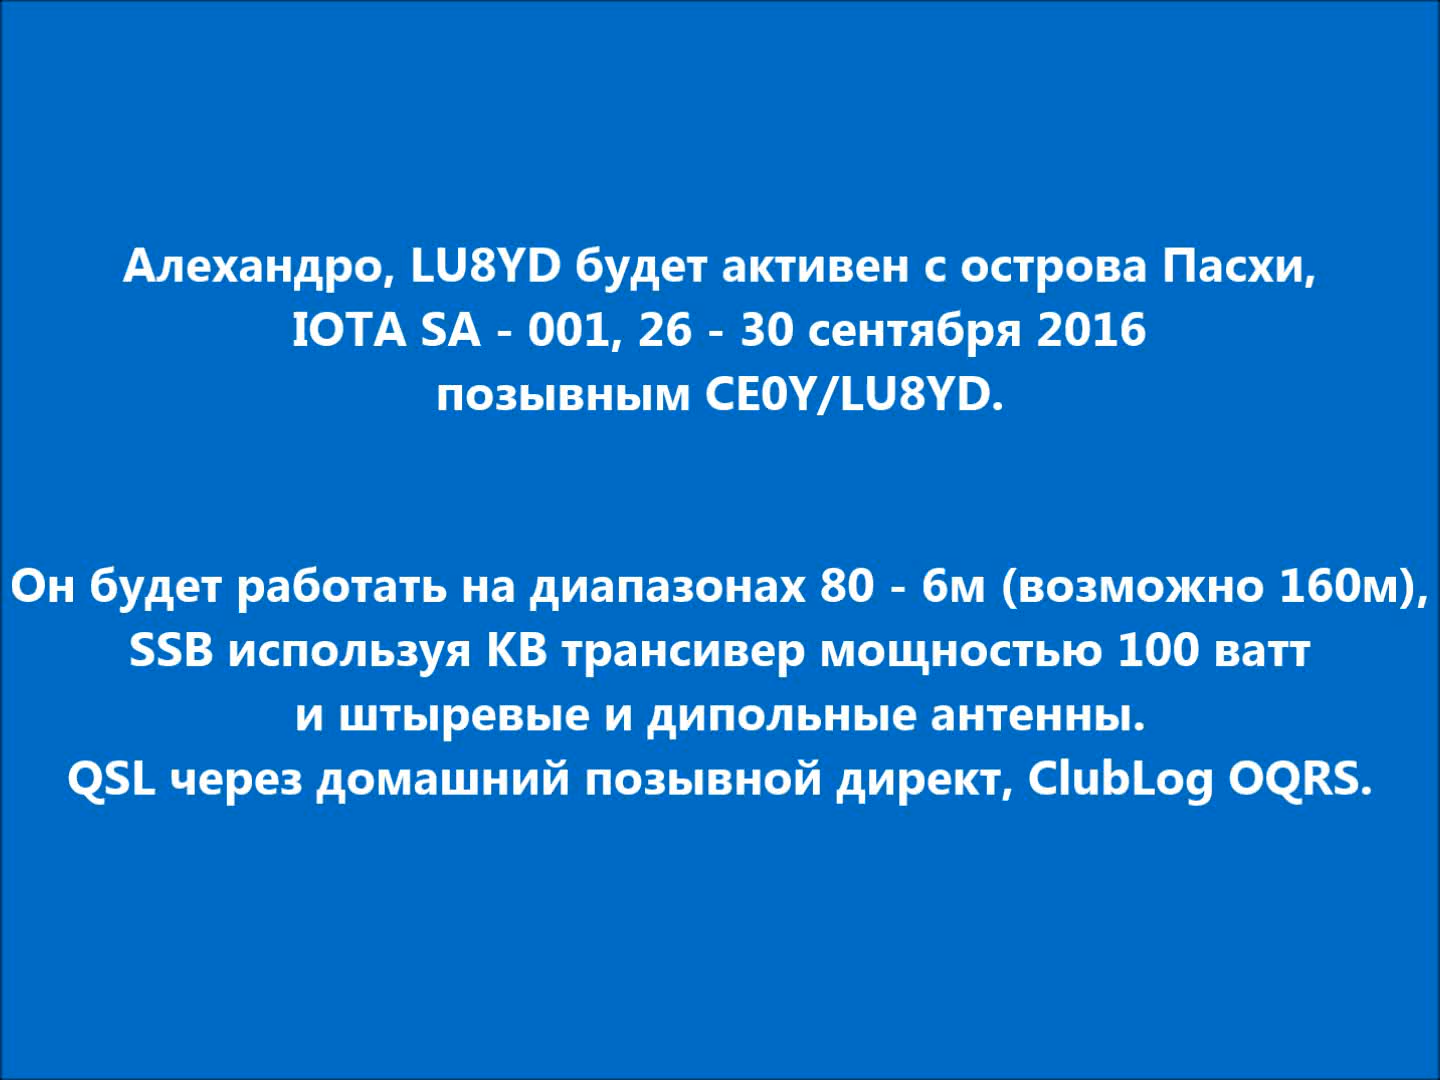 Алехандро, LU8YD будет активен с острова Пасхи,
IOTA SA - 001, 26 - 30 сентября 2016
позывным CE0Y/LU8YD.
Он будет работать на диапазонах 80 - 6м (возможно 160м),
SSB используя КВ трансивер мощностью 100 ватт
и штыревые и дипольные антенны.
QSL через домашний позывной директ, ClubLog OQRS.